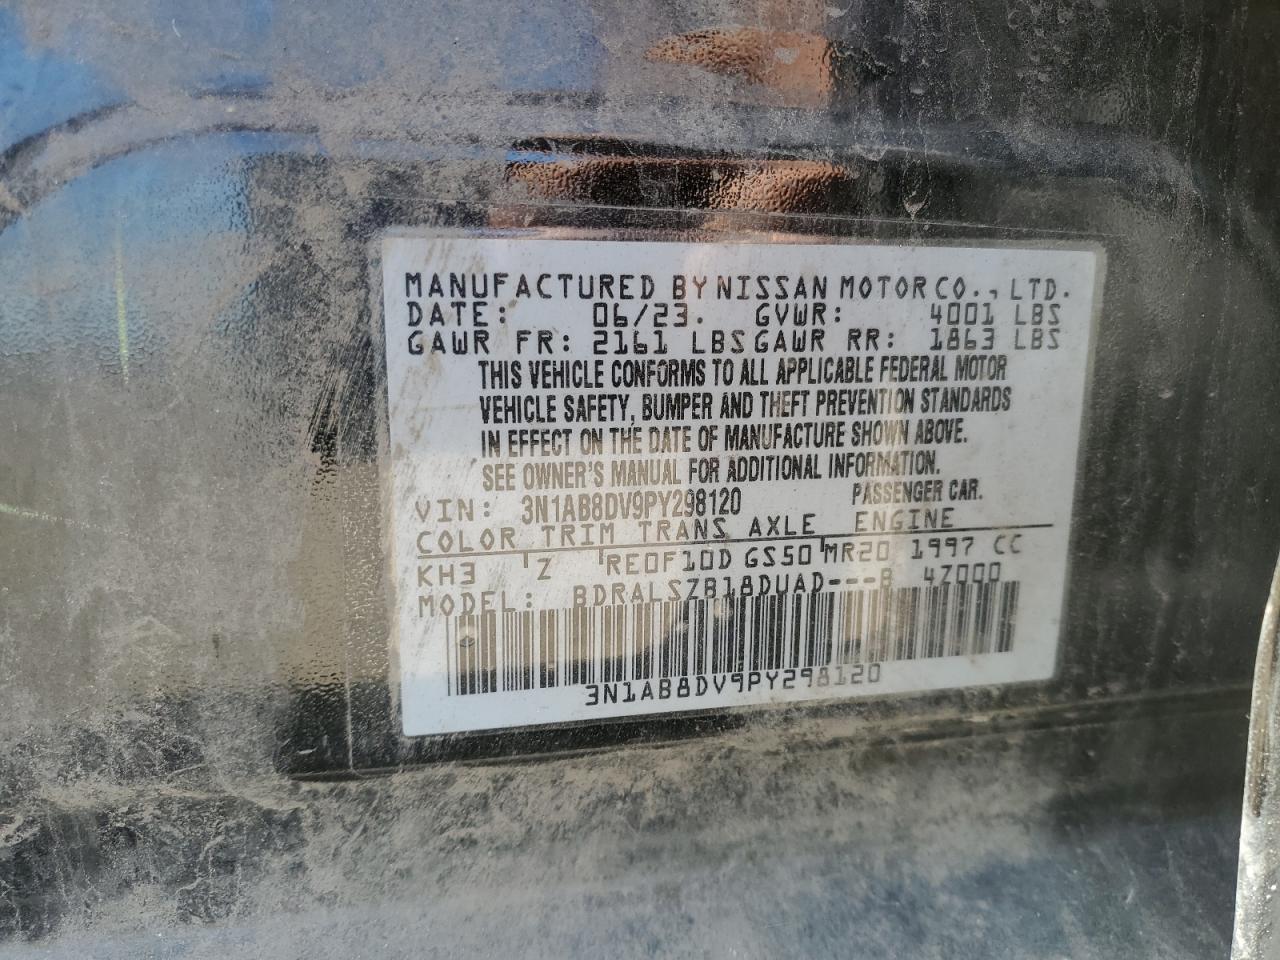 MANUFACTURED BY NISSAN MOTOR CO., LTD.
DATE: 06/23. GVWR: 4001 LBS
GAWR FR: 2161 LBS GAWR RR: 1863 LBS
THIS VEHICLE CONFORMS TO ALL APPLICABLE FEDERAL MOTOR
VEHICLE SAFETY, BUMPER AND THEFT PREVENTION STANDARDS
IN EFFECT ON THE DATE OF MANUFACTURE SHOWN ABOVE.
SEE OWNER'S MANUAL FOR ADDITIONAL INFORMATION.
VIN: 3N1AB8DV9PY298120 PASSENGER CAR.
COLOR TRIM TRANS AXLE ENGINE
KH3 Z RE0F10D GS50 MR20 1997 CC
MODEL: BDRALSZB18DUAD---B 4Z000
3N1AB8DV9PY298120